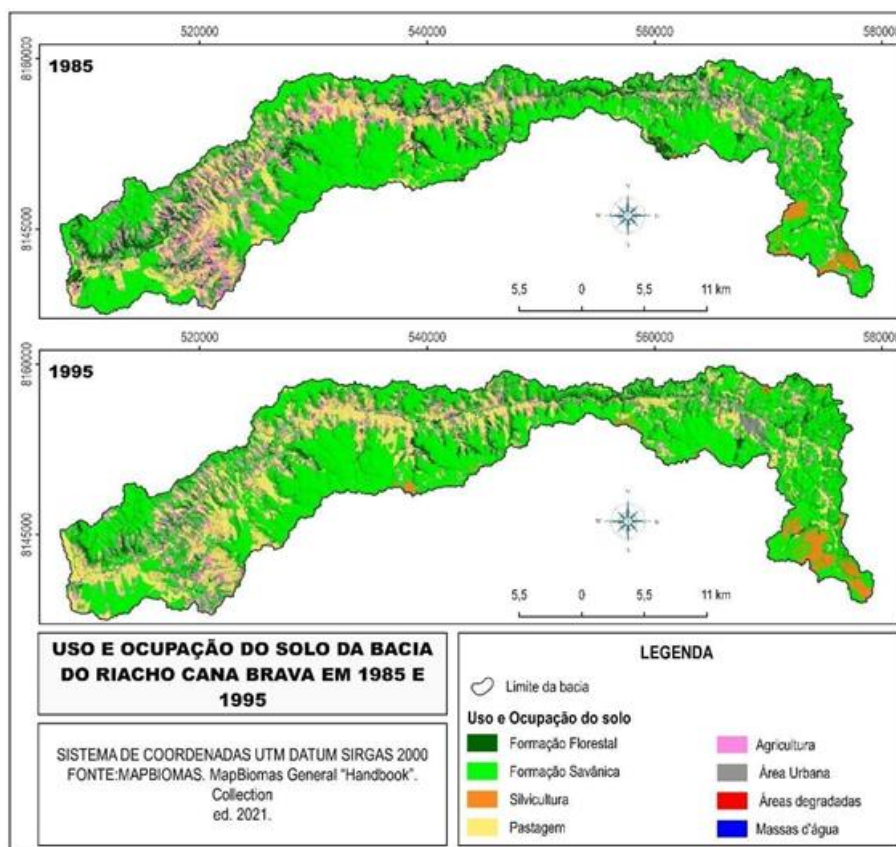 520000 540000 560000 580000
8160000
1985
8145000
N
5,5 0 5,5 11 km
520000 540000 560000 580000
8160000
1995
8145000
N
5,5 0 5,5 11 km
USO E OCUPAÇÃO DO SOLO DA BACIA
DO RIACHO CANA BRAVA EM 1985 E
1995
SISTEMA DE COORDENADAS UTM DATUM SIRGAS 2000
FONTE:MAPBIOMAS. MapBiomas General "Handbook".
Collection
ed. 2021.
LEGENDA
Limite da bacia
Uso e Ocupação do solo
Formação Florestal
Formação Savânica
Silvicultura
Pastagem
Agricultura
Área Urbana
Áreas degradadas
Massas d'água